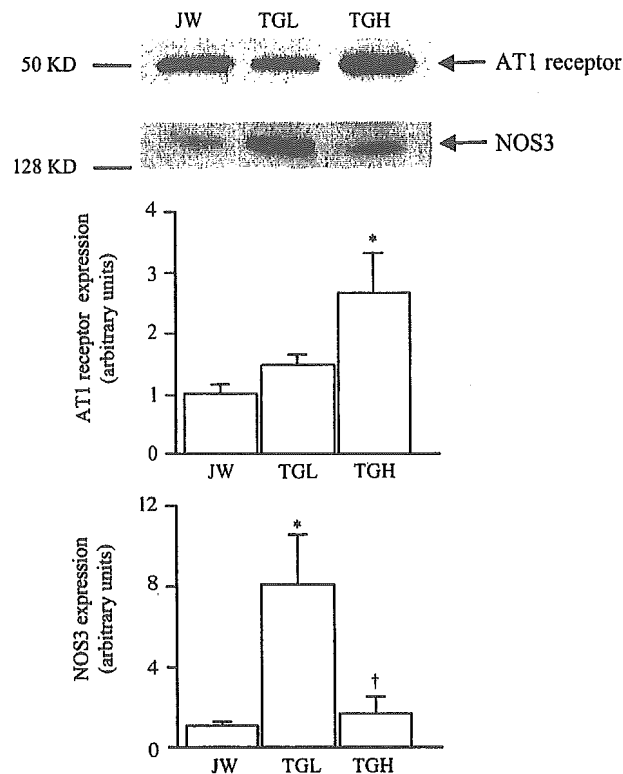 JW TGL TGH
50 KD AT1 receptor
NOS3
128 KD
AT1 receptor expression
(arbitrary units)
4
3
2
1
0
*
JW TGL TGH
NOS3 expression
(arbitrary units)
12
8
4
0
*
†
JW TGL TGH